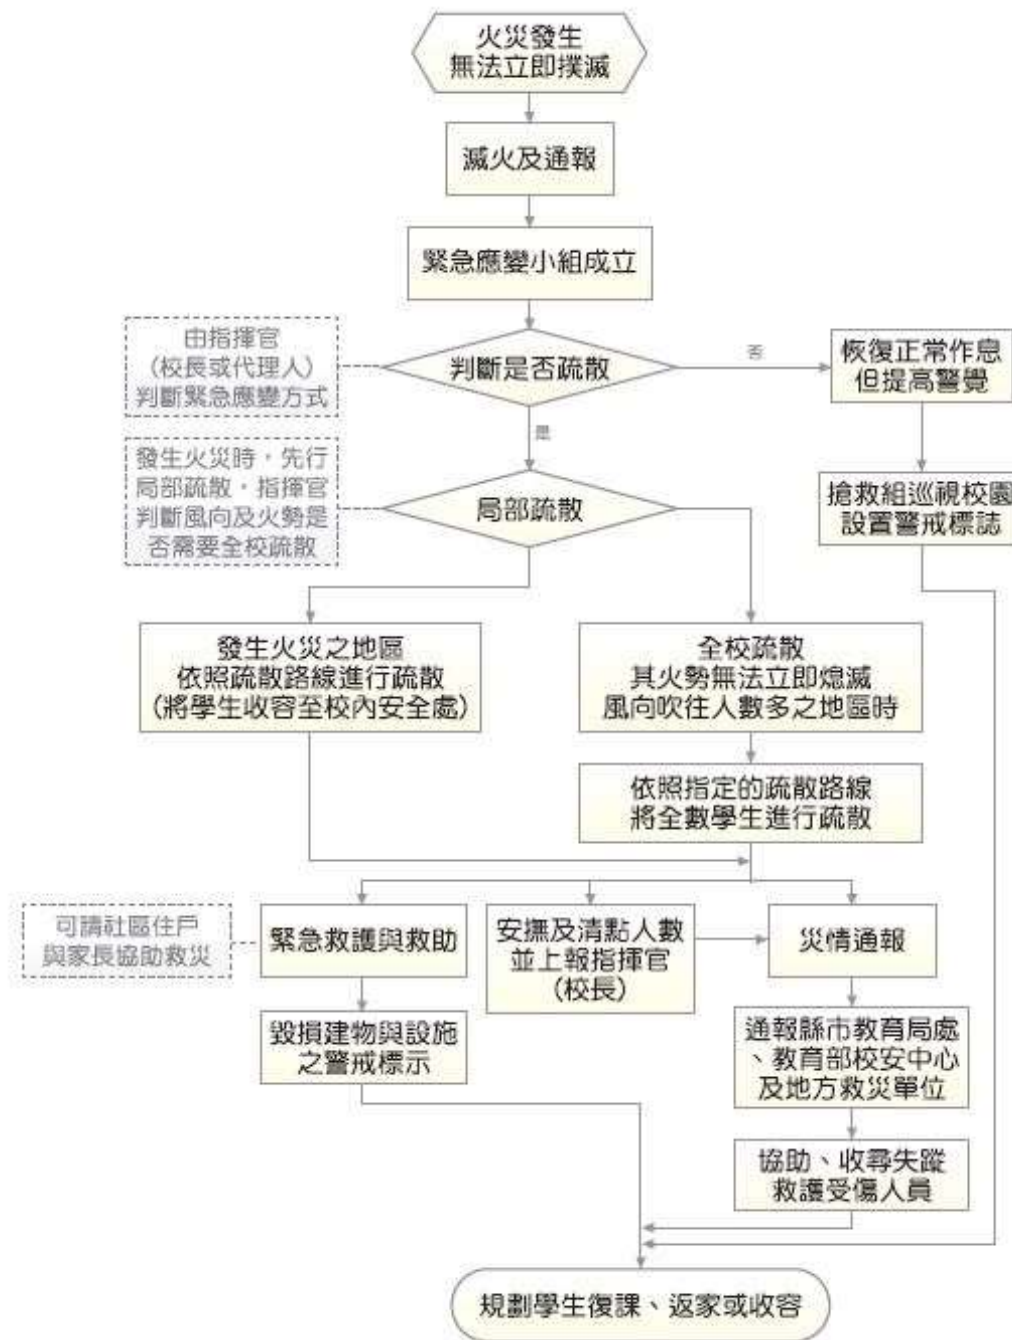 火災發生
無法立即撲滅
滅火及通報
緊急應變小組成立
由指揮官
(校長或代理人)
判斷緊急應變方式
判斷是否疏散
否
恢復正常作息
但提高警覺
是
發生火災時，先行
局部疏散，指揮官
判斷風向及火勢是
否需要全校疏散
局部疏散
搶救組巡視校園
設置警戒標誌
發生火災之地區
依照疏散路線進行疏散
(將學生收容至校內安全處)
全校疏散
其火勢無法立即熄滅
風向吹往人數多之地區時
依照指定的疏散路線
將全數學生進行疏散
可請社區住戶
與家長協助救災
緊急救護與救助
安撫及清點人數
並上報指揮官
(校長)
災情通報
毀損建物與設施
之警戒標示
通報縣市教育局處
、教育部校安中心
及地方救災單位
協助、收尋失蹤
救護受傷人員
規劃學生復課、返家或收容